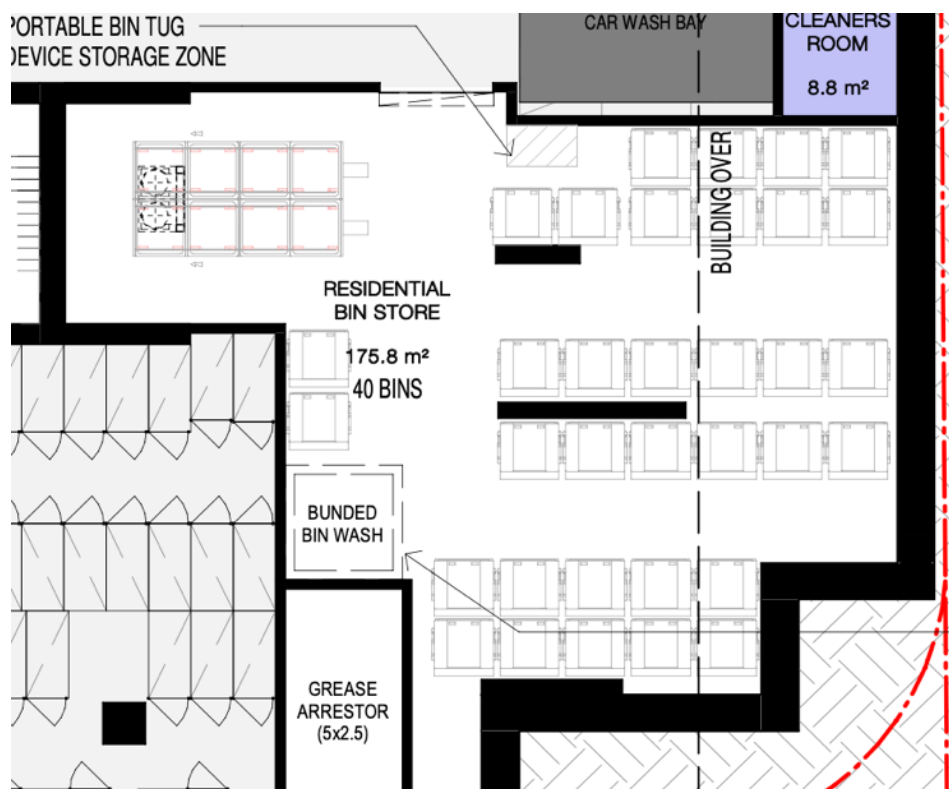 PORTABLE BIN TUG
DEVICE STORAGE ZONE
CAR WASH BAY
CLEANERS
ROOM
8.8 m²
BUILDING OVER
RESIDENTIAL
BIN STORE
175.8 m²
40 BINS
BUNDED
BIN WASH
GREASE
ARRESTOR
(5x2.5)